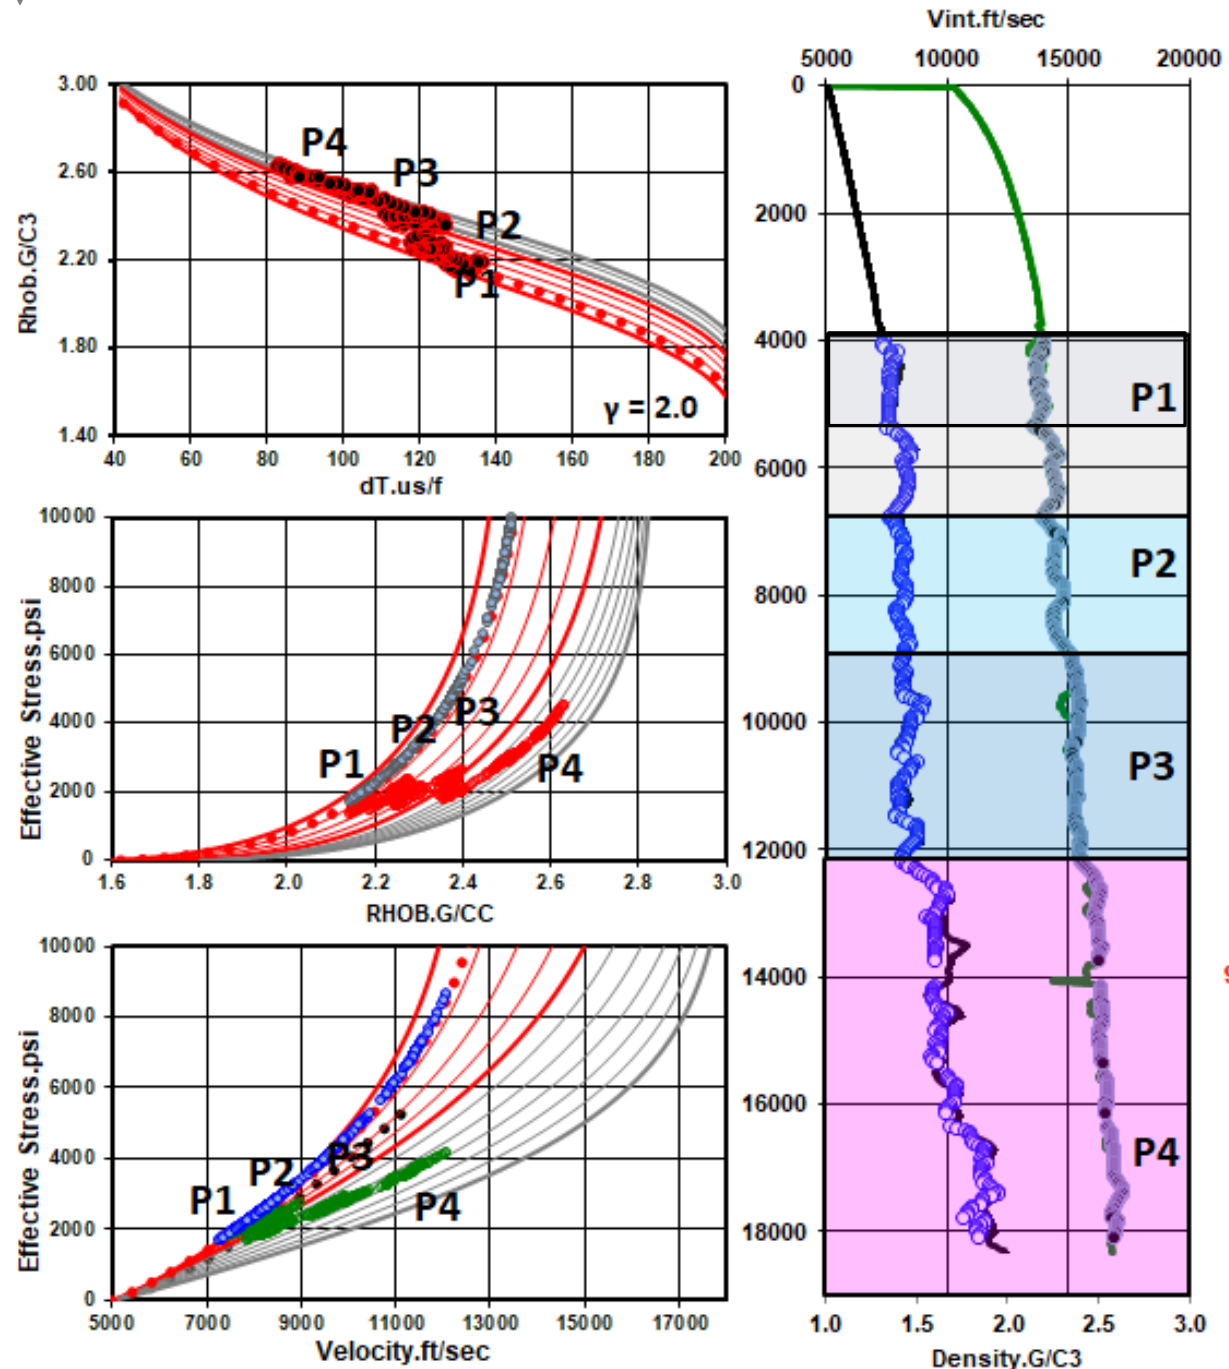 3.00
2.60
2.20
1.80
1.40
Rhob.G/C3
P4
P3
P2
P1
γ = 2.0
40 60 80 100 120 140 160 180 200
dT.us/f
10000
8000
6000
4000
2000
0
Effective Stress.psi
P1
P2
P3
P4
1.6 1.8 2.0 2.2 2.4 2.6 2.8 3.0
RHOB.G/CC
10000
8000
6000
4000
2000
0
Effective Stress.psi
P1
P2
P3
P4
5000 7000 9000 11000 13000 15000 17000
Velocity.ft/sec
Vint.ft/sec
5000 10000 15000 20000
0
2000
4000
6000
8000
10000
12000
14000
16000
18000
P1
P2
P3
P4
1.0 1.5 2.0 2.5 3.0
Density.G/C3